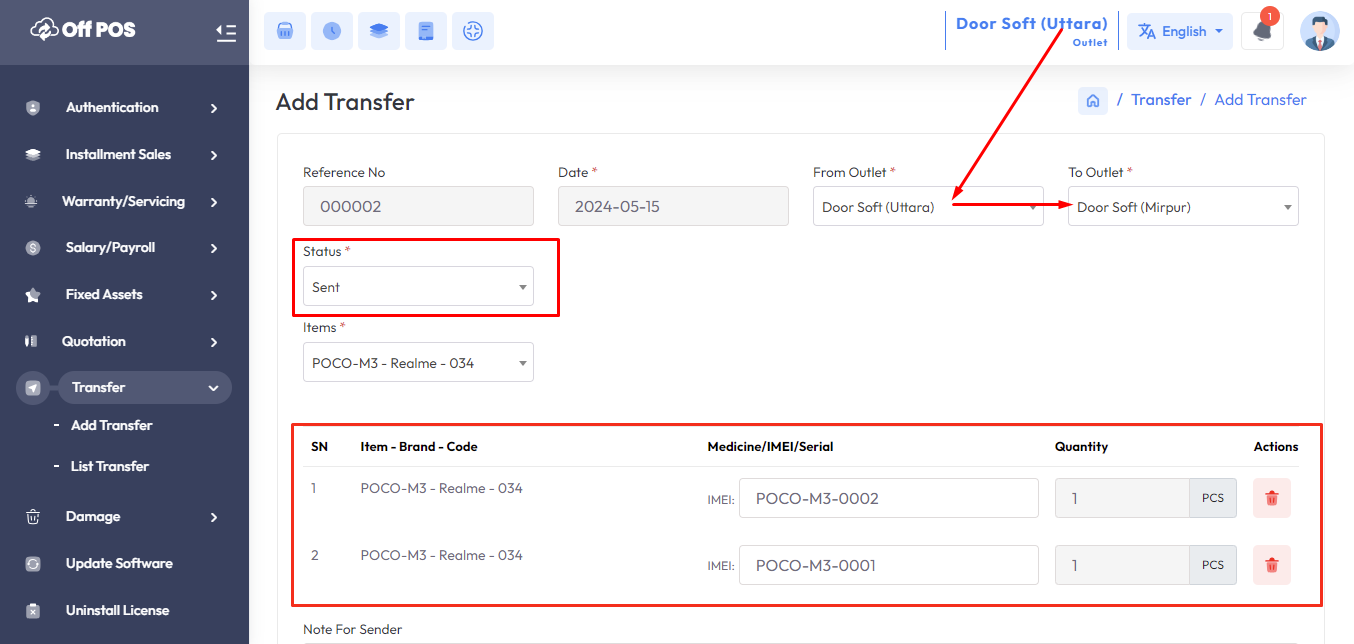 Off POS
Door Soft (Uttara)
Outlet
English
1
Authentication
Installment Sales
Warranty/Servicing
Salary/Payroll
Fixed Assets
Quotation
Transfer
- Add Transfer
- List Transfer
Damage
Update Software
Uninstall License
Add Transfer
/ Transfer / Add Transfer
Reference No
000002
Date *
2024-05-15
From Outlet *
Door Soft (Uttara)
To Outlet *
Door Soft (Mirpur)
Status *
Sent
Items *
POCO-M3 - Realme - 034
SN Item - Brand - Code Medicine/IMEI/Serial Quantity Actions
1 POCO-M3 - Realme - 034 IMEI: POCO-M3-0002 1 PCS
2 POCO-M3 - Realme - 034 IMEI: POCO-M3-0001 1 PCS
Note For Sender